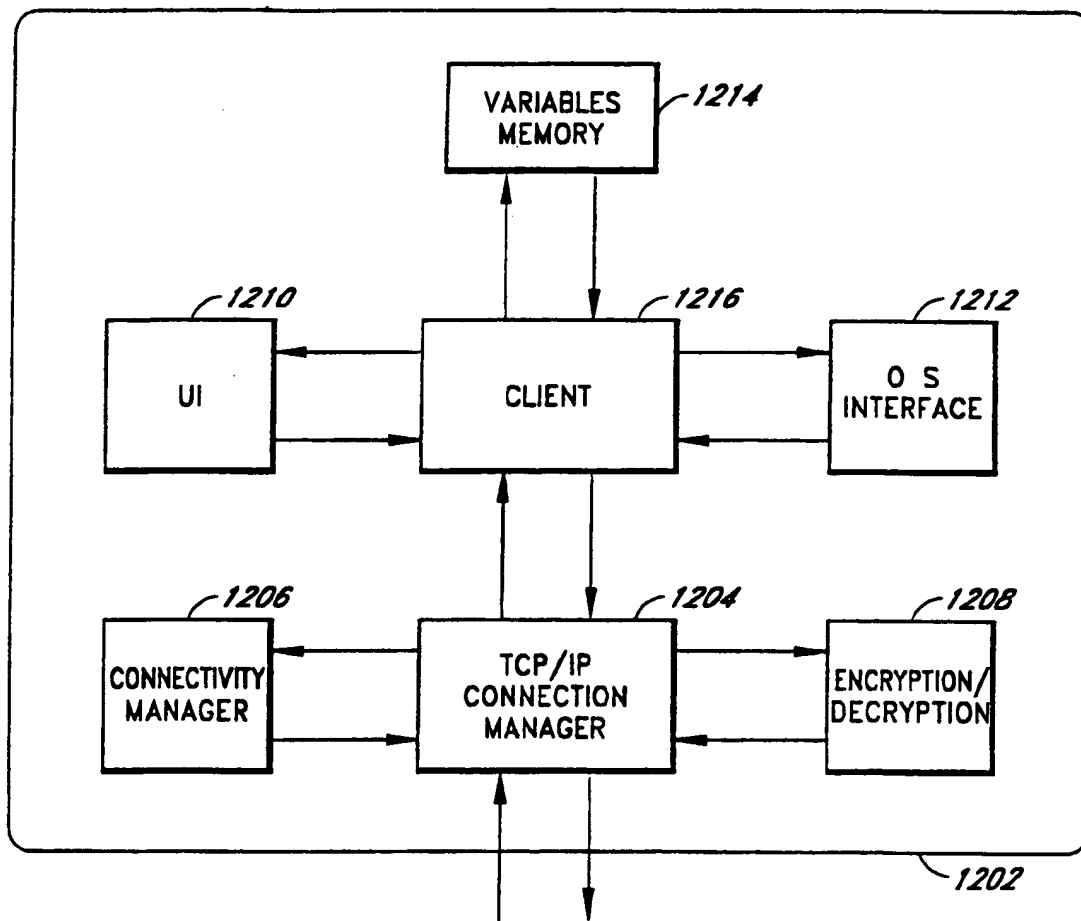 VARIABLES
MEMORY
1214
1210
1216
1212
UI
CLIENT
O S
INTERFACE
1206
1204
1208
CONNECTIVITY
MANAGER
TCP/IP
CONNECTION
MANAGER
ENCRYPTION/
DECRYPTION
1202